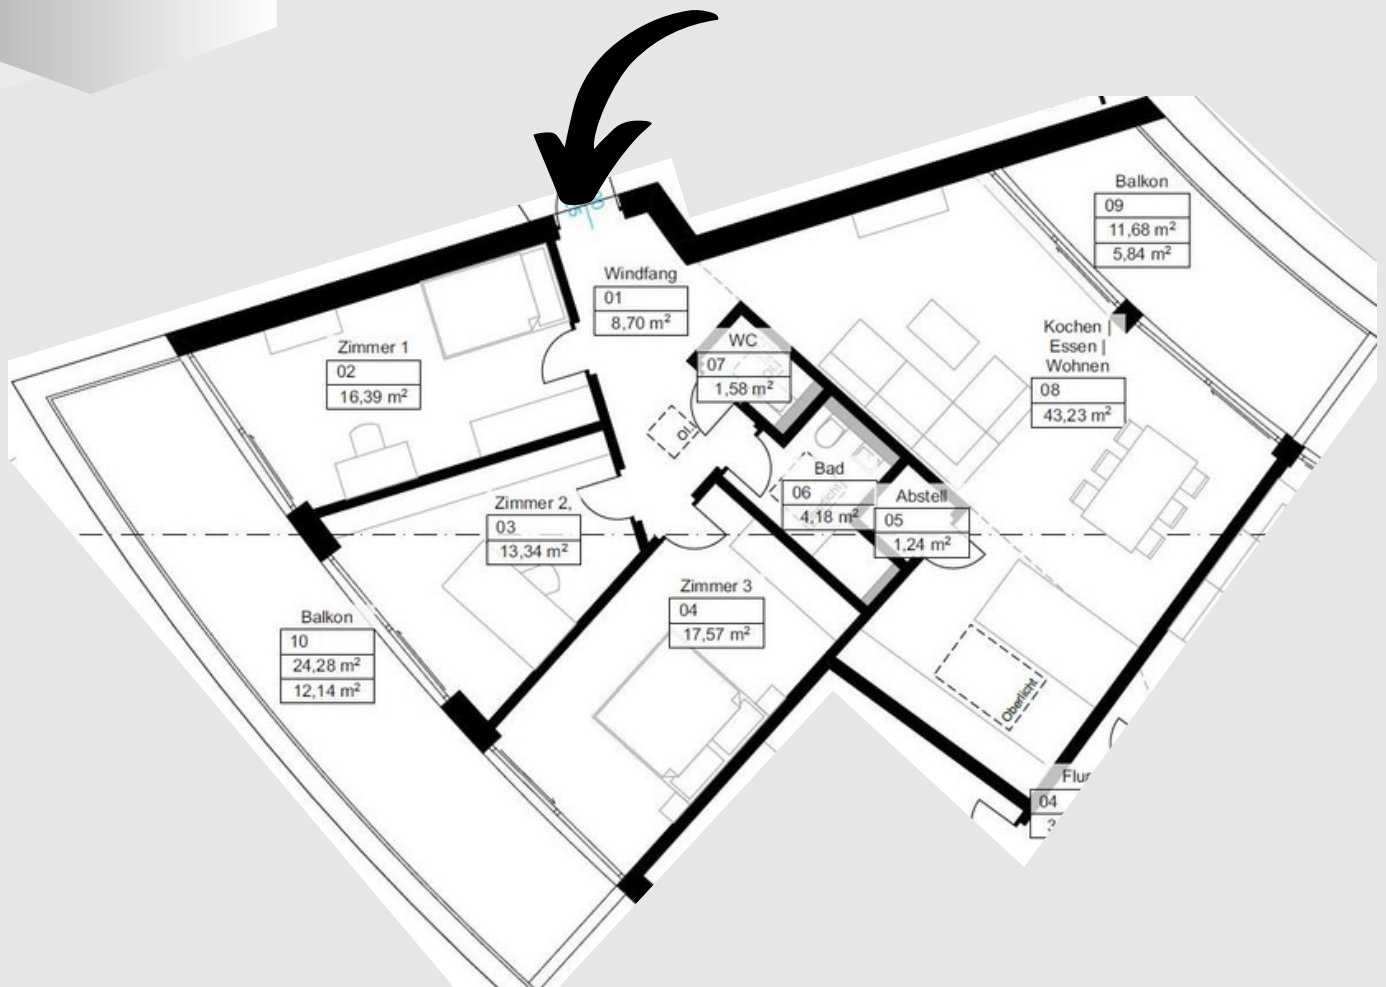 Balkon
09
11,68 m²
5,84 m²
Windfang
01
8,70 m²
Kochen |
Essen |
Wohnen
08
43,23 m²
WC
07
1,58 m²
Zimmer 1
02
16,39 m²
Ol.
Bad
06
4,18 m²
Abstell
05
1,24 m²
Zimmer 2,
03
13,34 m²
Zimmer 3
04
17,57 m²
Balkon
10
24,28 m²
12,14 m²
Oberlicht
04